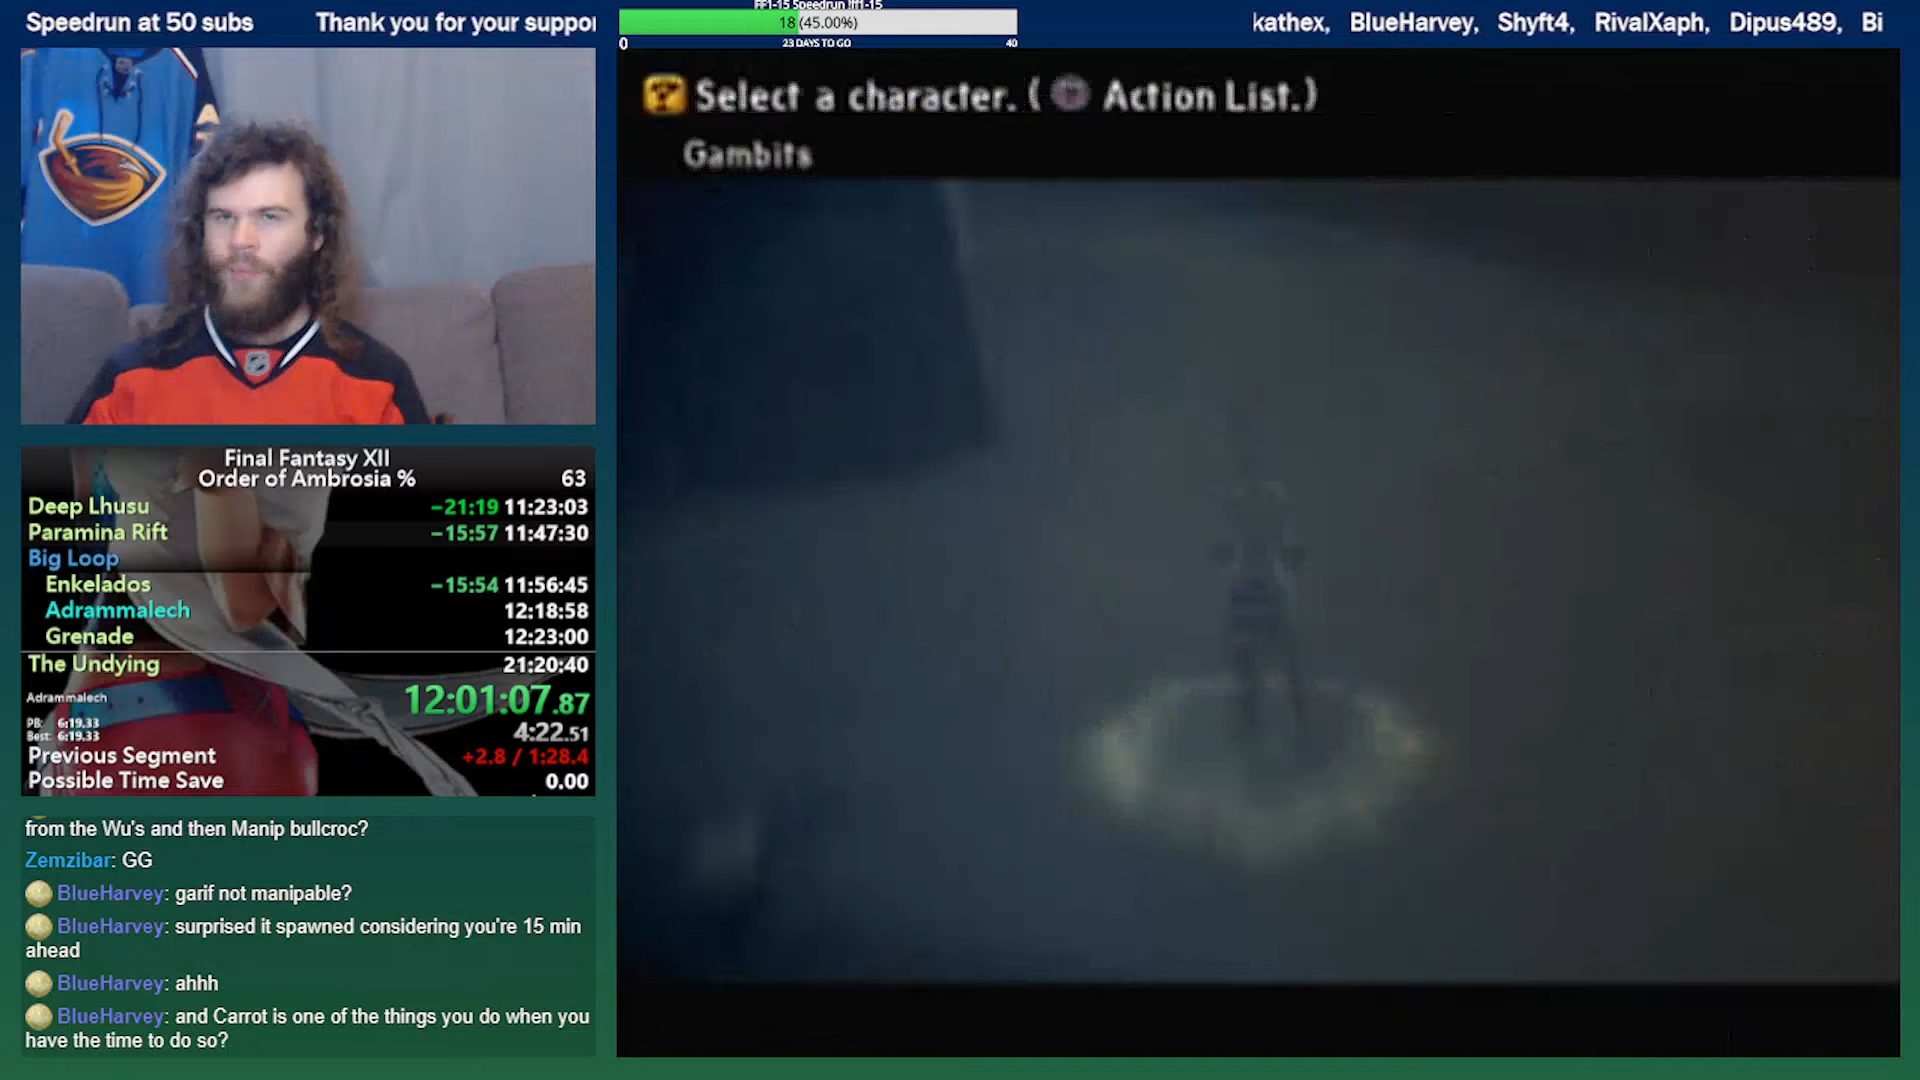 Speedrun at 50 subs
Thank you for your suppor
FF1-15 Speedrun !ff1-15
18 (45.00%)
0
23 DAYS TO GO
40
kathex, BlueHarvey, Shyft4, RivalXaph, Dipus489, Bi
Select a character. ( Action List.)
Gambits
Final Fantasy XII
Order of Ambrosia %
63
Deep Lhusu -21:19 11:23:03
Paramina Rift -15:57 11:47:30
Big Loop
Enkelados -15:54 11:56:45
Adrammalech 12:18:58
Grenade 12:23:00
The Undying 21:20:40
12:01:07.87
Adrammalech
PB: 6:19.33
Best: 6:19.33
4:22.51
Previous Segment +2.8 / 1:28.4
Possible Time Save 0.00
from the Wu's and then Manip bullcroc?
Zemzibar: GG
BlueHarvey: garif not manipable?
BlueHarvey: surprised it spawned considering you're 15 min
ahead
BlueHarvey: ahhh
BlueHarvey: and Carrot is one of the things you do when you
have the time to do so?